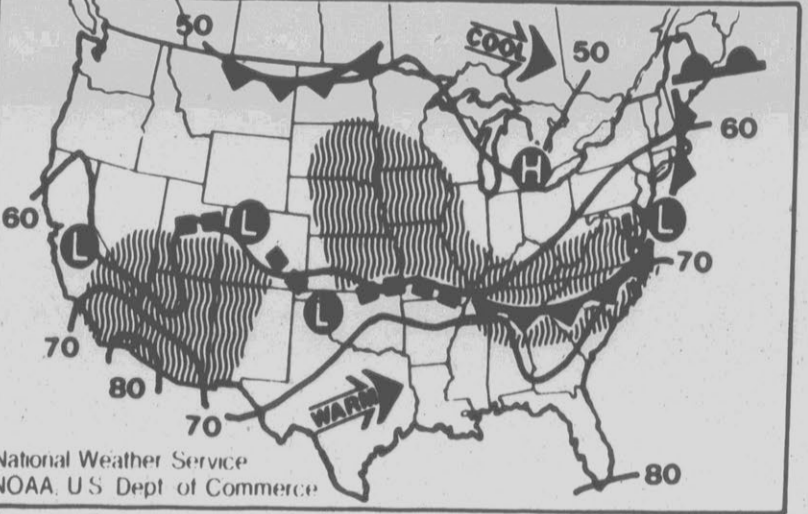 50
COOL
50
H
60
60
L
L
L
70
L
70
80
WARM
70
National Weather Service
NOAA, U S Dept of Commerce
80